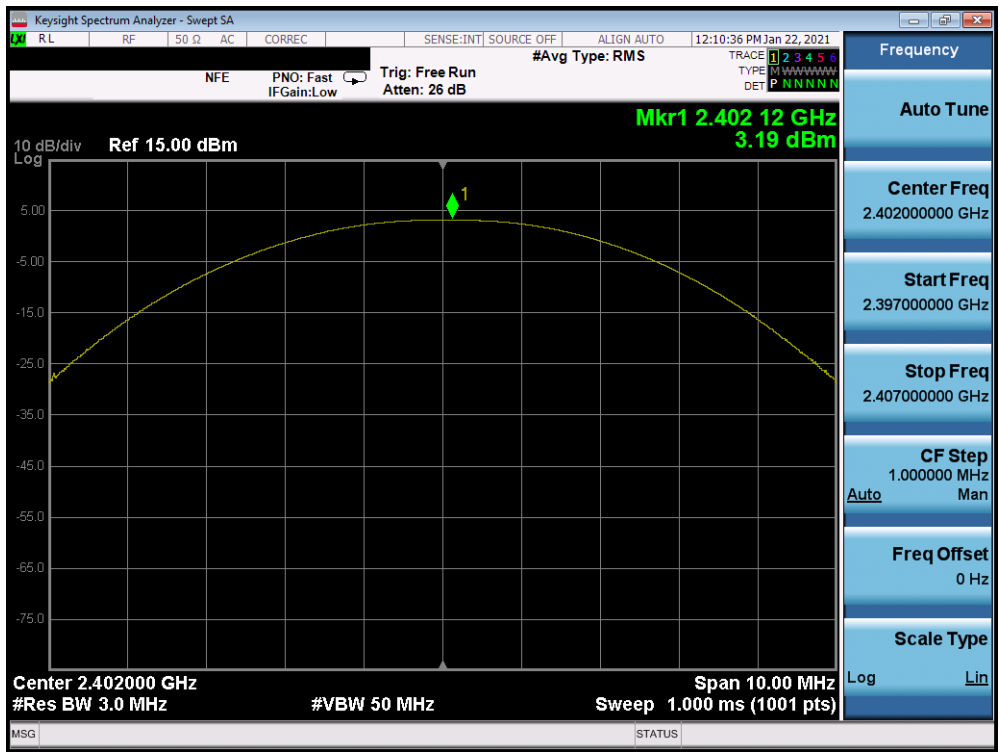 Keysight Spectrum Analyzer - Swept SA
LXI RL RF 50 Ω AC CORREC SENSE:INT SOURCE OFF ALIGN AUTO 12:10:36 PM Jan 22, 2021
NFE
PNO: Fast
IFGain:Low
Trig: Free Run
Atten: 26 dB
#Avg Type: RMS
TRACE 1 2 3 4 5 6
TYPE M WWWWW
DET P N N N N N
Mkr1 2.402 12 GHz
3.19 dBm
10 dB/div Ref 15.00 dBm
Log
1
5.00
-5.00
-15.0
-25.0
-35.0
-45.0
-55.0
-65.0
-75.0
Center 2.402000 GHz Span 10.00 MHz
#Res BW 3.0 MHz #VBW 50 MHz Sweep 1.000 ms (1001 pts)
MSG STATUS
Frequency
Auto Tune
Center Freq
2.402000000 GHz
Start Freq
2.397000000 GHz
Stop Freq
2.407000000 GHz
CF Step
1.000000 MHz
Auto Man
Freq Offset
0 Hz
Scale Type
Log Lin